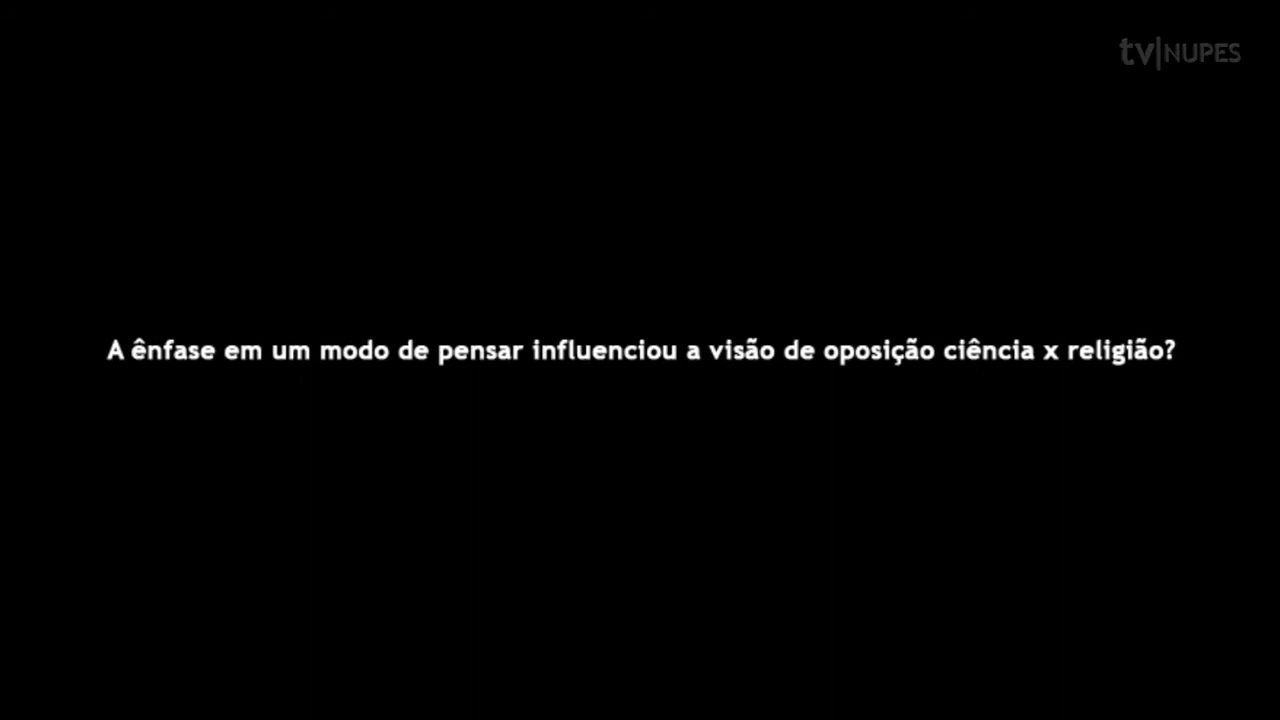 tv|NUPES
A ênfase em um modo de pensar influenciou a visão de oposição ciência x religião?